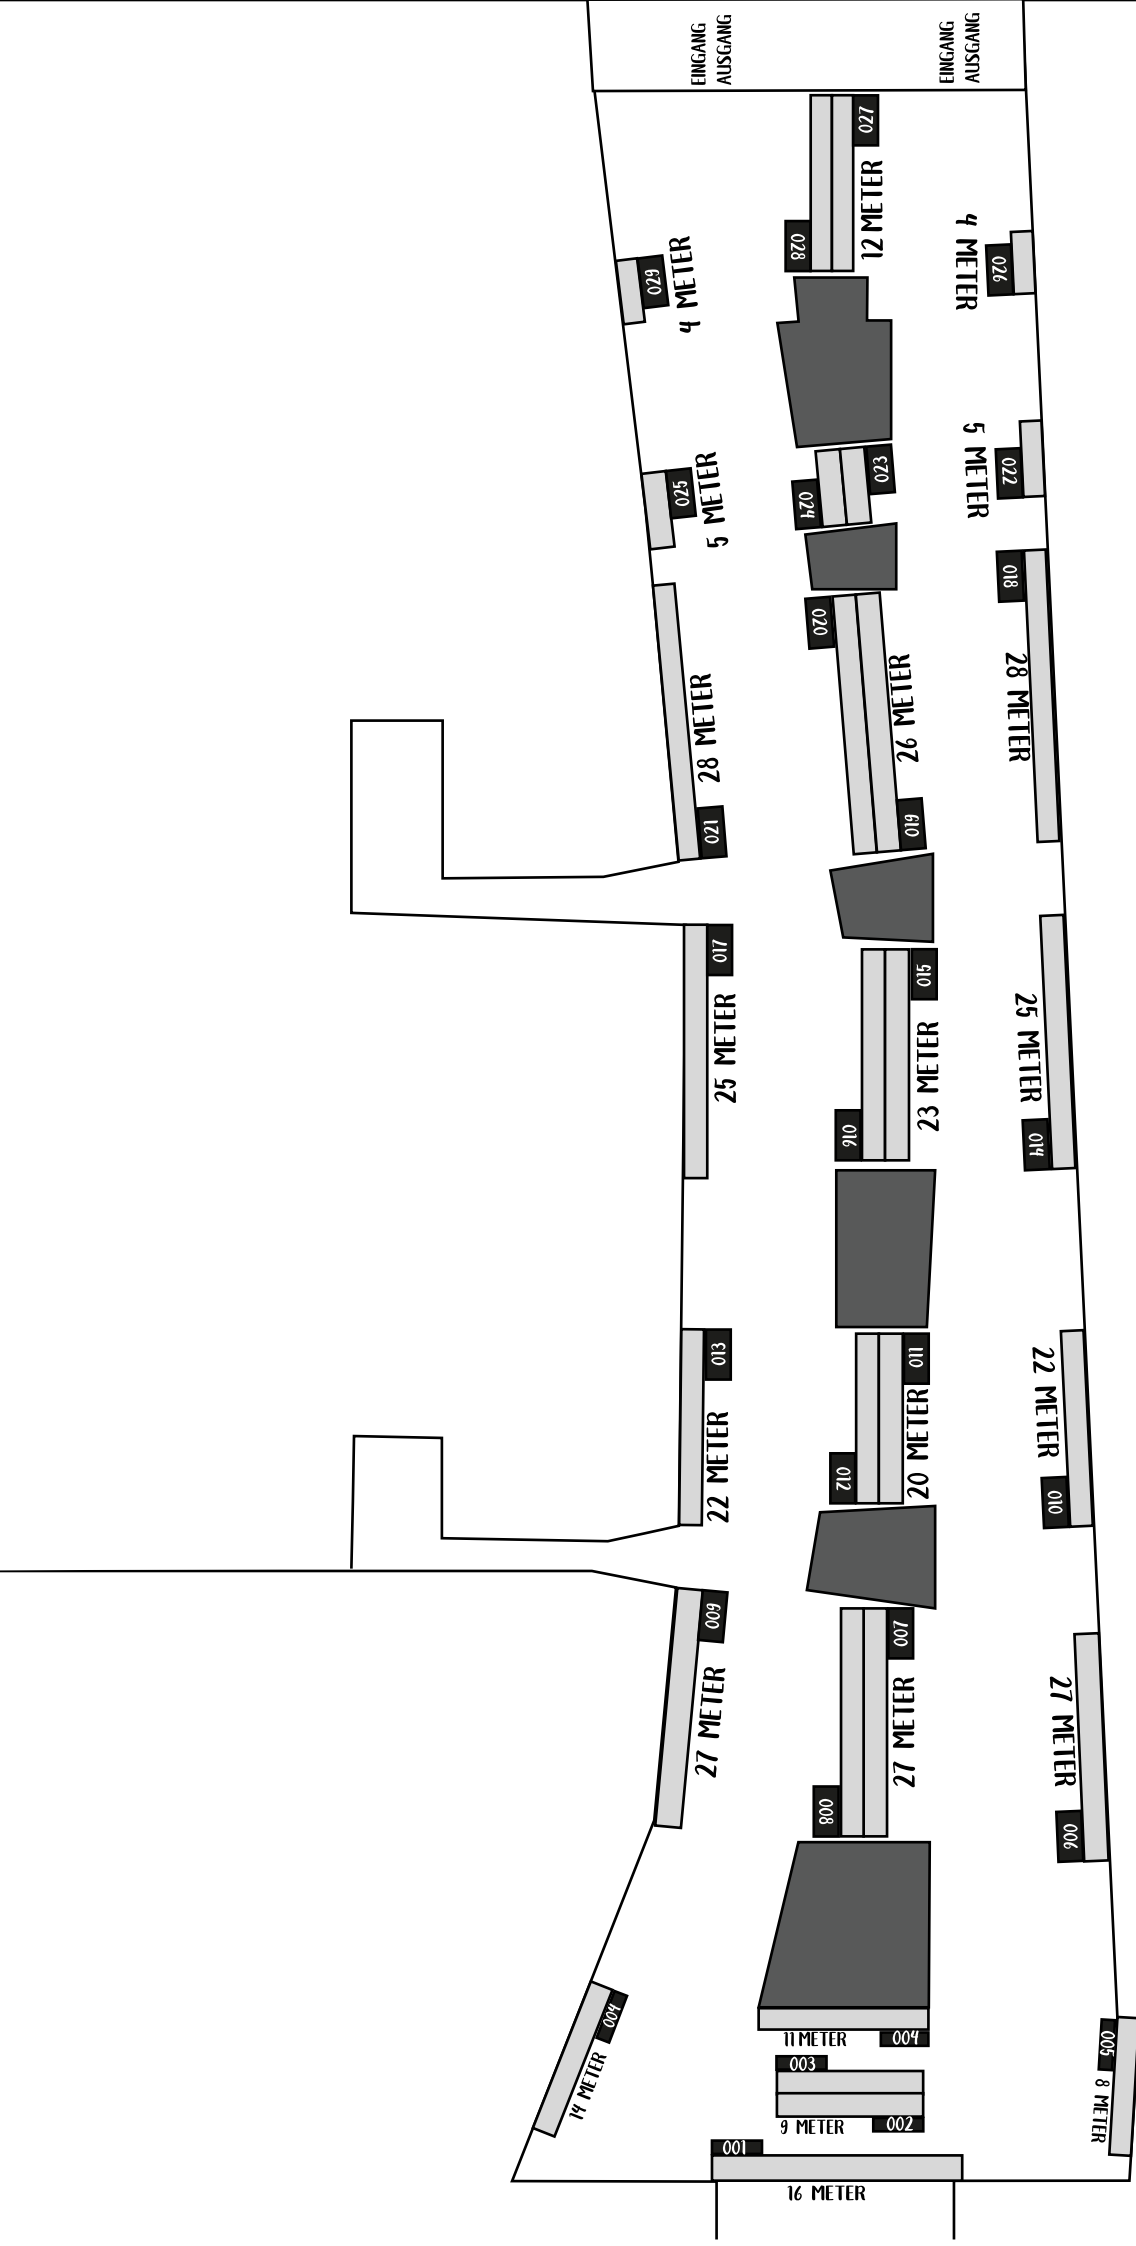 EINGANG
AUSGANG
EINGANG
AUSGANG
027
12 METER
028
029
4 METER
026
4 METER
025
5 METER
023
024
022
5 METER
018
28 METER
020
26 METER
019
28 METER
021
017
25 METER
015
23 METER
016
25 METER
014
013
22 METER
011
20 METER
012
22 METER
010
009
27 METER
007
27 METER
008
27 METER
006
004
14 METER
11 METER
004
003
9 METER
002
005
8 METER
001
16 METER